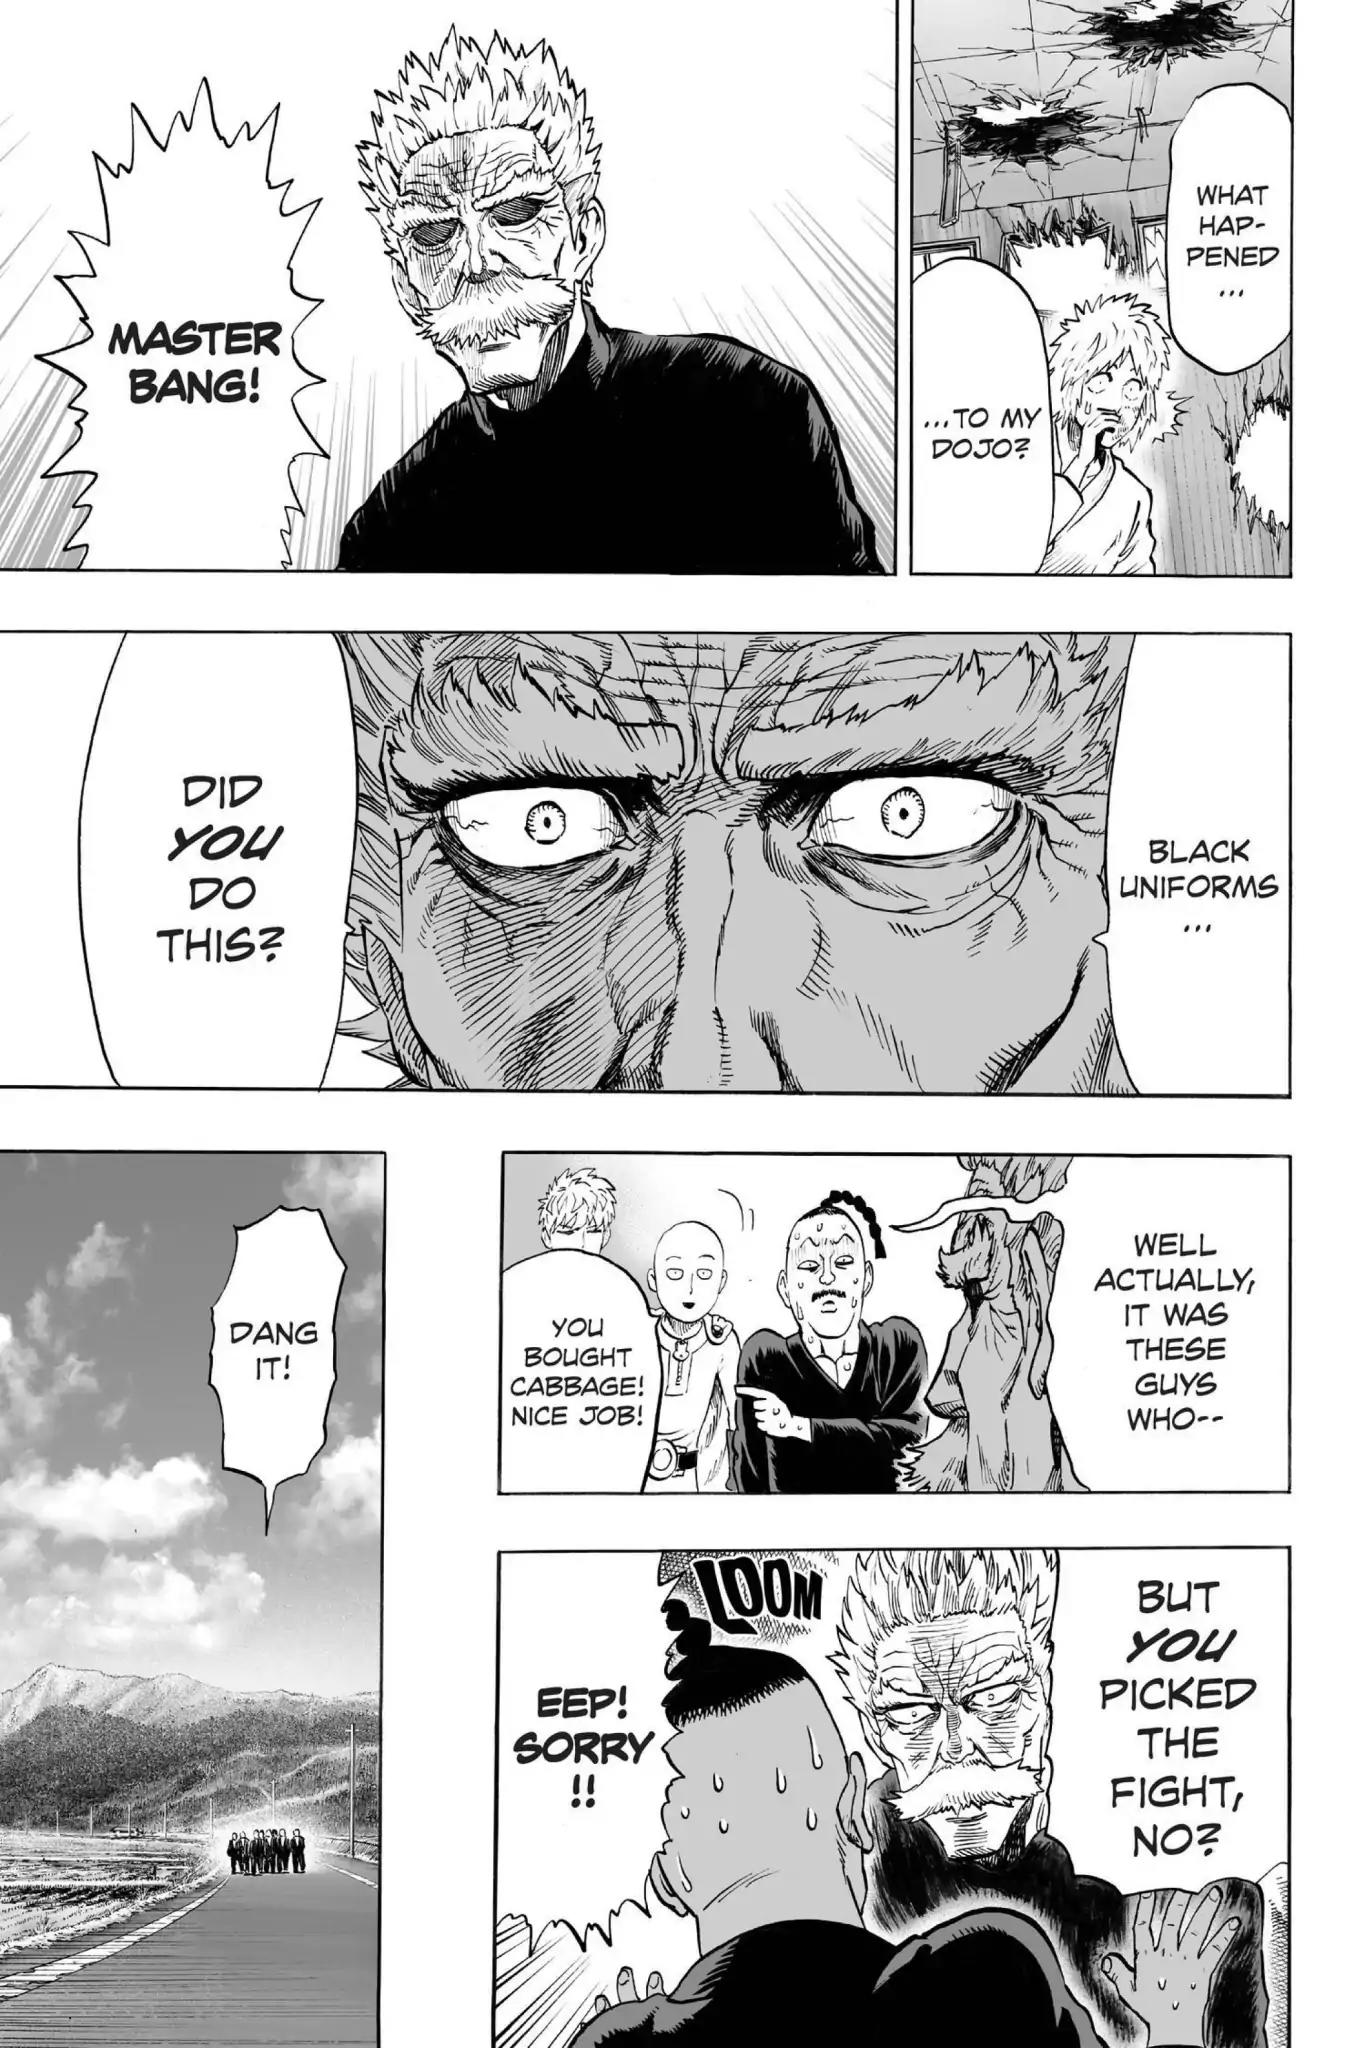 WHAT
HAP-
PENED
...
...TO MY
DOJO?
MASTER
BANG!
BLACK
UNIFORMS
...
DID
YOU
DO
THIS?
WELL
ACTUALLY,
IT WAS
THESE
GUYS
WHO--
YOU
BOUGHT
CABBAGE!
NICE JOB!
BUT
YOU
PICKED
THE
FIGHT,
NO?
LOOM
EEP!
SORRY
!!
DANG
IT!